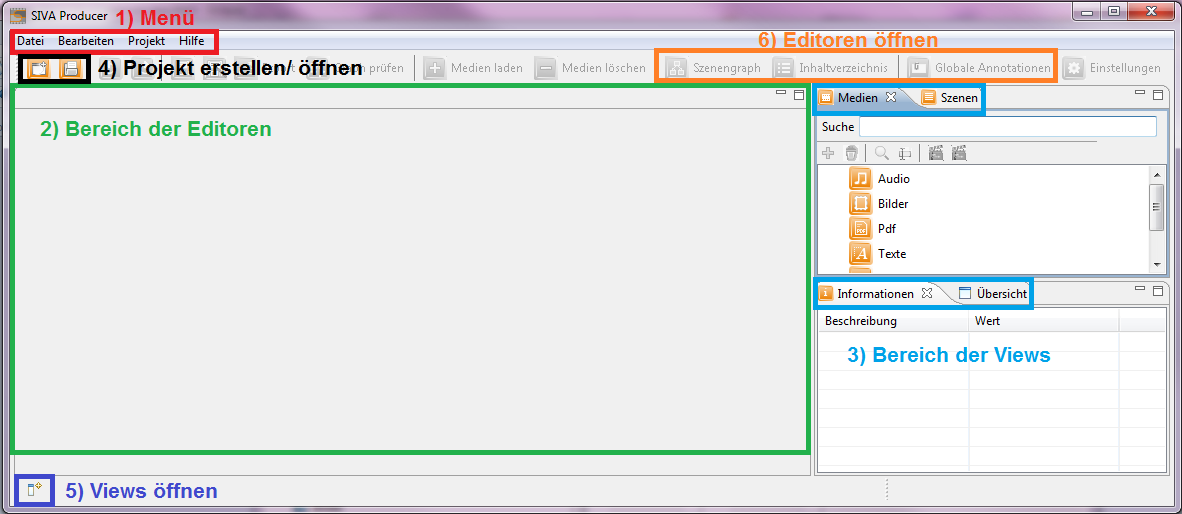 SIVA Producer
1) Menü
Datei Bearbeiten Projekt Hilfe
6) Editoren öffnen
4) Projekt erstellen/ öffnen
prüfen
Medien laden
Medien löschen
Szenengraph
Inhaltverzeichnis
Globale Annotationen
Einstellungen
2) Bereich der Editoren
Medien
Szenen
Suche
Audio
Bilder
Pdf
Texte
Informationen
Übersicht
Beschreibung Wert
3) Bereich der Views
5) Views öffnen